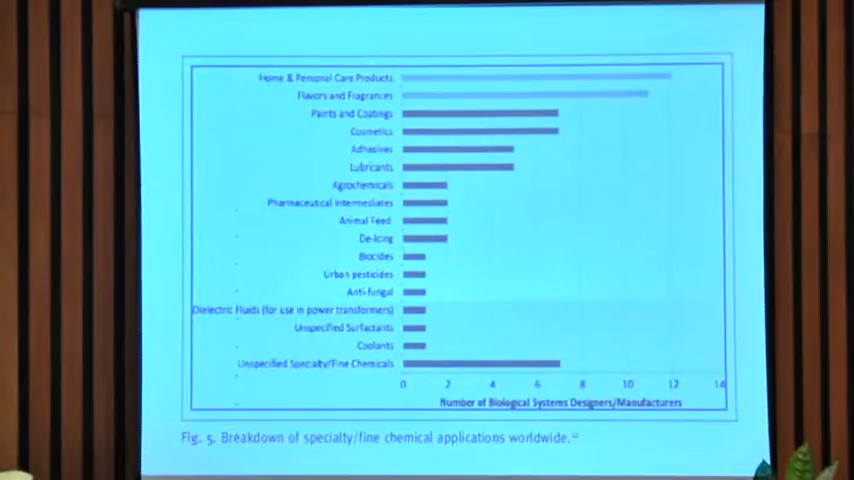 Home & Personal Care Products
Flavors and Fragrances
Paints and Coatings
Cosmetics
Adhesives
Lubricants
Agrochemicals
Pharmaceutical Intermediates
Animal Feed
De-Icing
Biocides
Urban pesticides
Anti-fungal
Dielectric Fluids (for use in power transformers)
Unspecified Surfactants
Coolants
Unspecified Specialty/Fine Chemicals
0 2 4 6 8 10 12 14
Number of Biological Systems Designers/Manufacturers
Fig. 5. Breakdown of specialty/fine chemical applications worldwide.